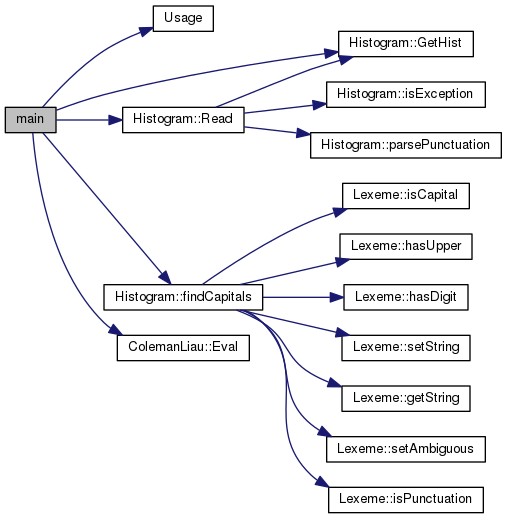 Usage
Histogram::GetHist
Histogram::isException
main
Histogram::Read
Histogram::parsePunctuation
Lexeme::isCapital
Lexeme::hasUpper
Histogram::findCapitals
Lexeme::hasDigit
ColemanLiau::Eval
Lexeme::setString
Lexeme::getString
Lexeme::setAmbiguous
Lexeme::isPunctuation